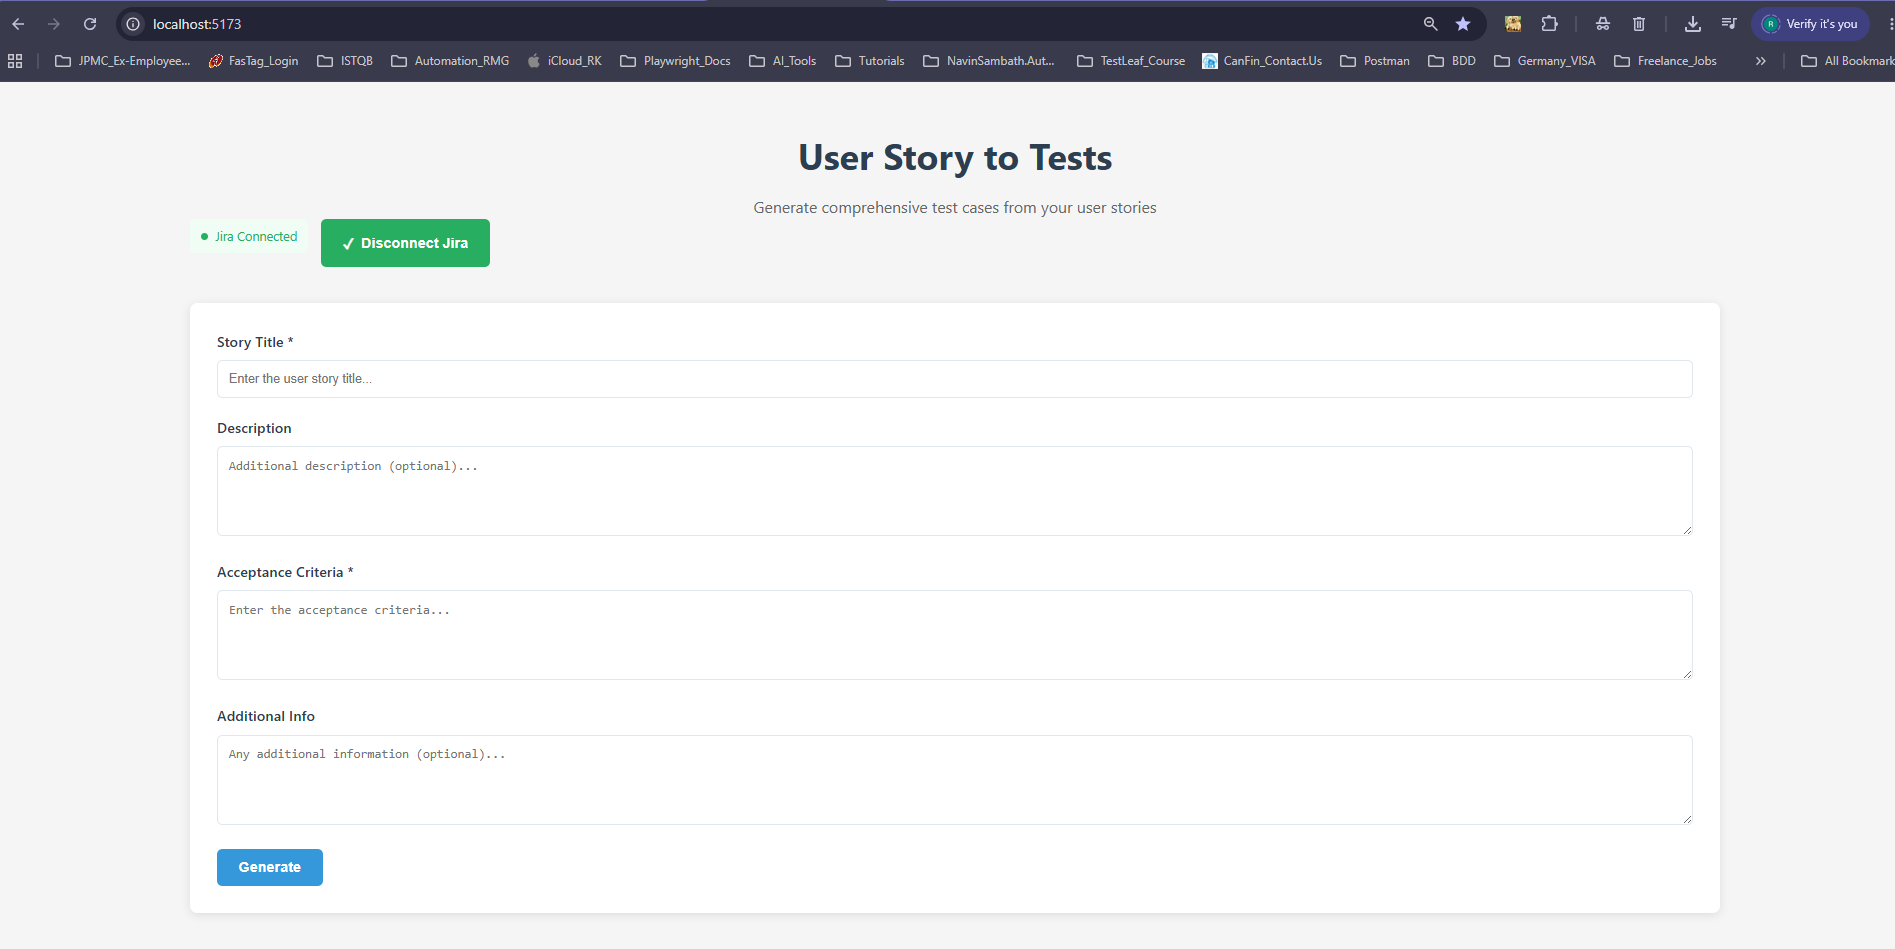 localhost:5173
Verify it's you
JPMC_Ex-Employee... FasTag_Login ISTQB Automation_RMG iCloud_RK Playwright_Docs AI_Tools Tutorials NavinSambath.Aut... TestLeaf_Course CanFin_Contact.Us Postman BDD Germany_VISA Freelance_Jobs » All Bookmark
User Story to Tests
Generate comprehensive test cases from your user stories
Jira Connected
✓ Disconnect Jira
Story Title *
Enter the user story title...
Description
Additional description (optional)...
Acceptance Criteria *
Enter the acceptance criteria...
Additional Info
Any additional information (optional)...
Generate